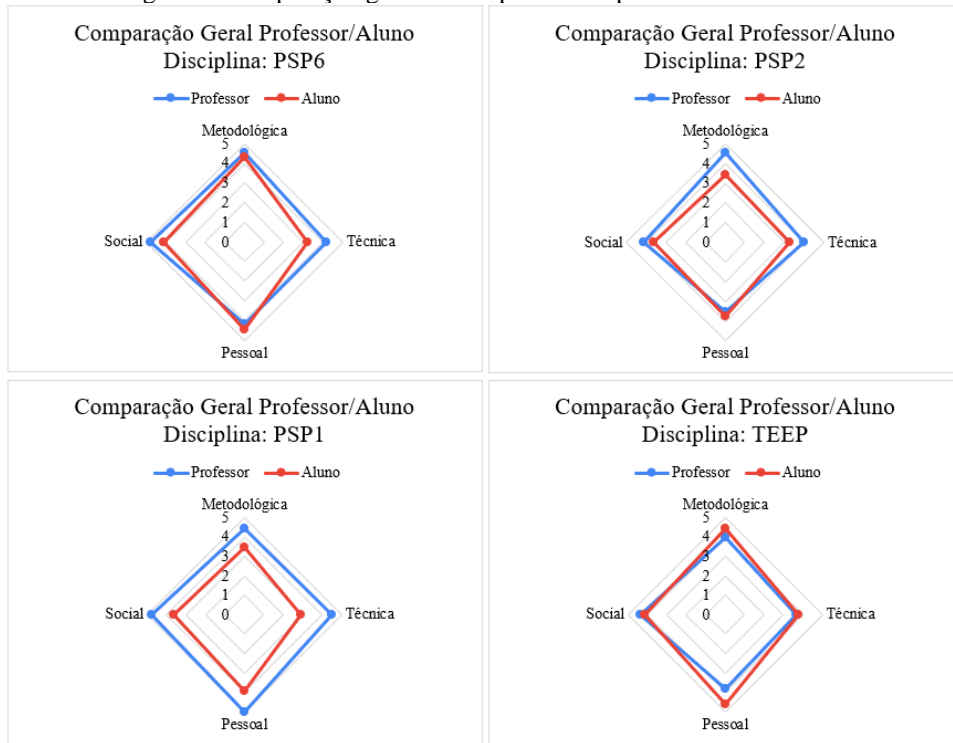 Comparação Geral Professor/Aluno
Disciplina: PSP6
Professor Aluno
Metodológica
5
4
3
2
1
0
Social
Técnica
Pessoal
Comparação Geral Professor/Aluno
Disciplina: PSP2
Professor Aluno
Metodológica
5
4
3
2
1
0
Social
Técnica
Pessoal
Comparação Geral Professor/Aluno
Disciplina: PSP1
Professor Aluno
Metodológica
5
4
3
2
1
0
Social
Técnica
Pessoal
Comparação Geral Professor/Aluno
Disciplina: TEEP
Professor Aluno
Metodológica
5
4
3
2
1
0
Social
Técnica
Pessoal